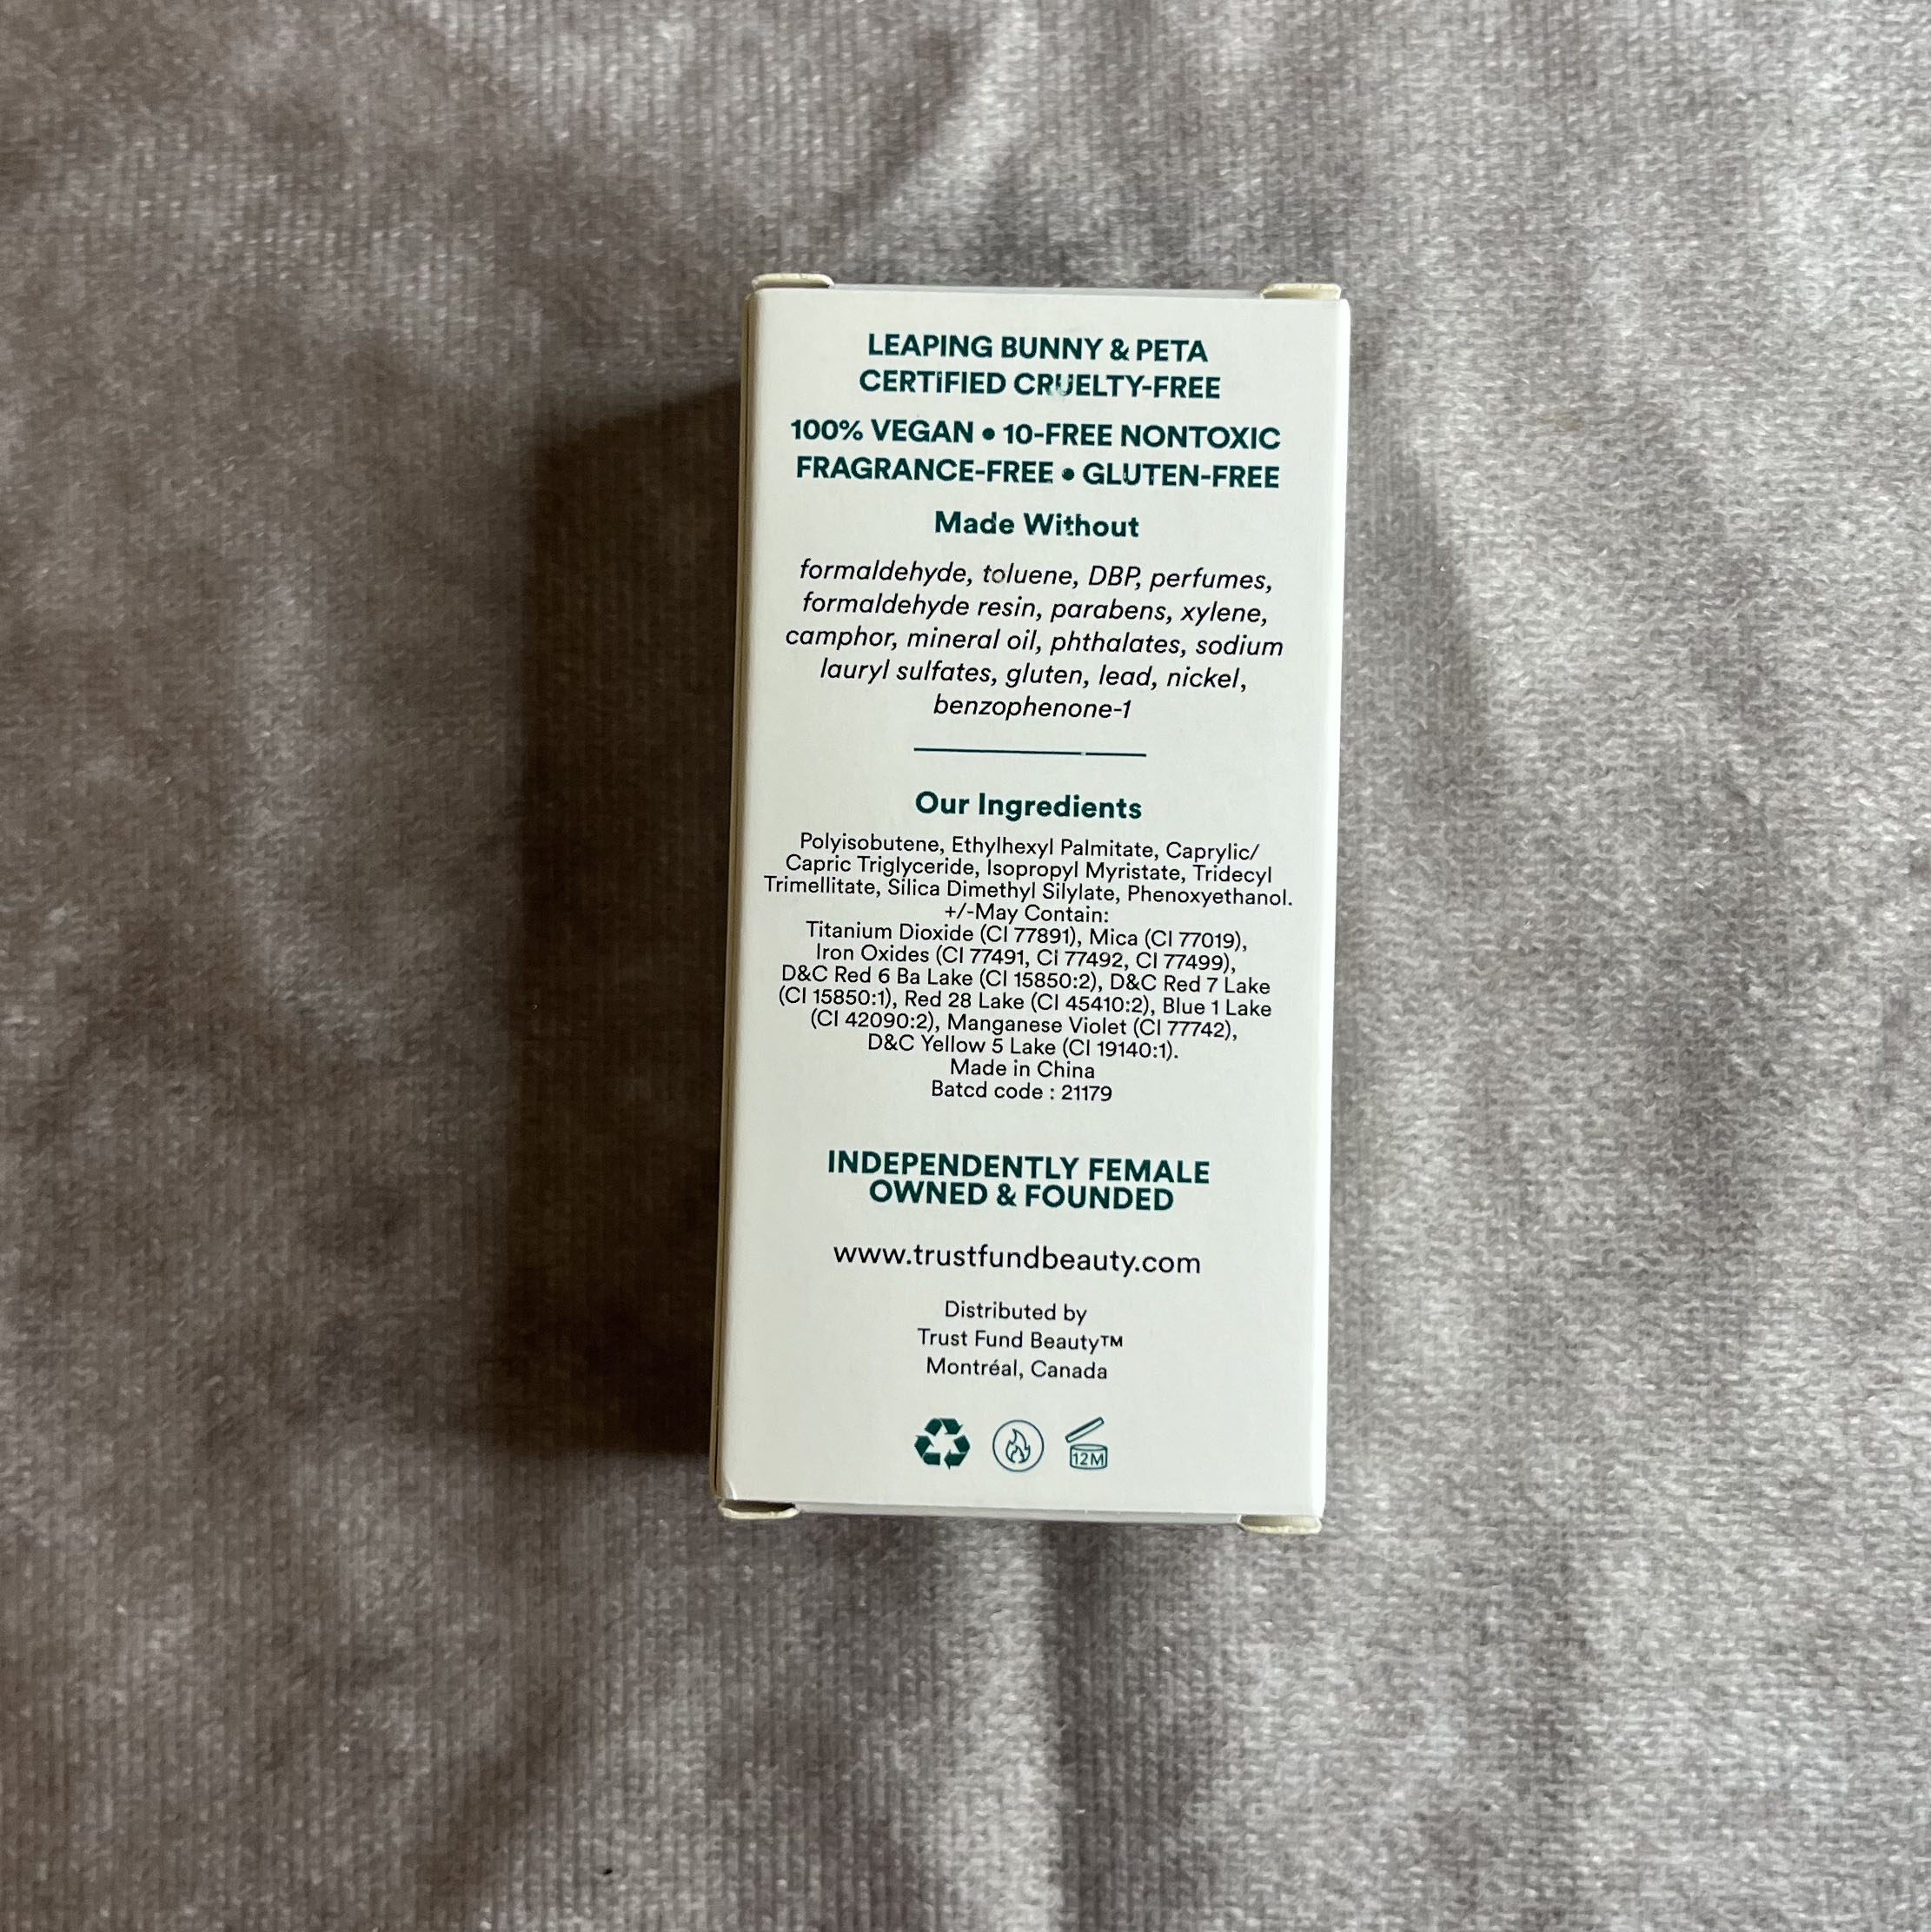 LEAPING BUNNY & PETA
CERTIFIED CRUELTY-FREE
100% VEGAN • 10-FREE NONTOXIC
FRAGRANCE-FREE • GLUTEN-FREE
Made Without
formaldehyde, toluene, DBP, perfumes,
formaldehyde resin, parabens, xylene,
camphor, mineral oil, phthalates, sodium
lauryl sulfates, gluten, lead, nickel,
benzophenone-1
Our Ingredients
Polyisobutene, Ethylhexyl Palmitate, Caprylic/
Capric Triglyceride, Isopropyl Myristate, Tridecyl
Trimellitate, Silica Dimethyl Silylate, Phenoxyethanol.
+/-May Contain:
Titanium Dioxide (CI 77891), Mica (CI 77019),
Iron Oxides (CI 77491, CI 77492, CI 77499),
D&C Red 6 Ba Lake (CI 15850:2), D&C Red 7 Lake
(CI 15850:1), Red 28 Lake (CI 45410:2), Blue 1 Lake
(CI 42090:2), Manganese Violet (CI 77742),
D&C Yellow 5 Lake (CI 19140:1).
Made in China
Batcd code : 21179
INDEPENDENTLY FEMALE
OWNED & FOUNDED
www.trustfundbeauty.com
Distributed by
Trust Fund Beauty™
Montréal, Canada
12M